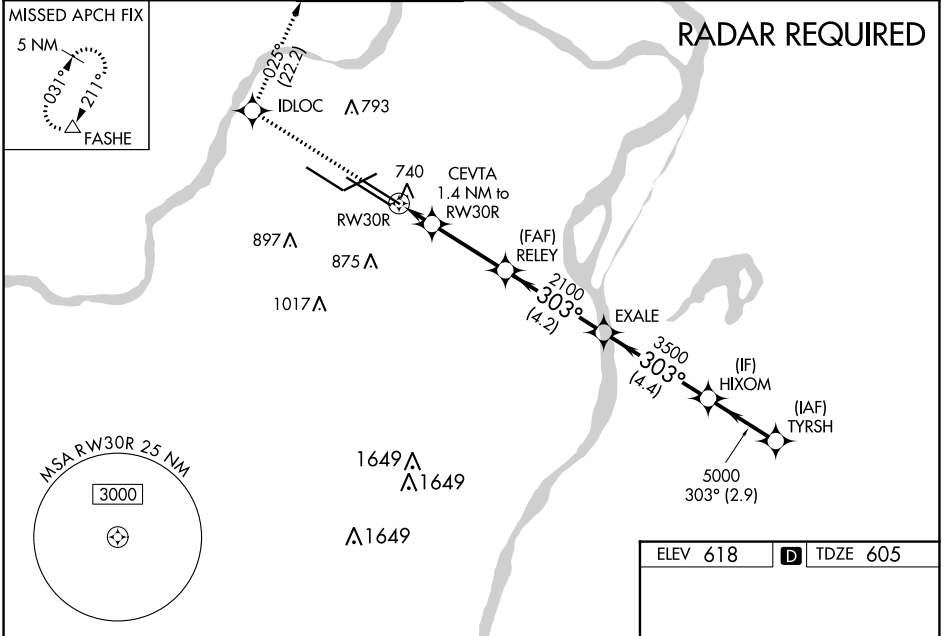 MISSED APCH FIX
5 NM
031°
211°
FASHE
RADAR REQUIRED
025°
(22.2)
IDLOC
793
740
CEVTA
1.4 NM to
RW30R
RW30R
897
875
1017
(FAF)
RELEY
2100
303°
(4.2)
EXALE
3500
303°
(4.4)
(IF)
HIXOM
(IAF)
TYRSH
5000
303° (2.9)
MSA RW30R 25 NM
3000
1649
1649
1649
ELEV 618
D
TDZE 605